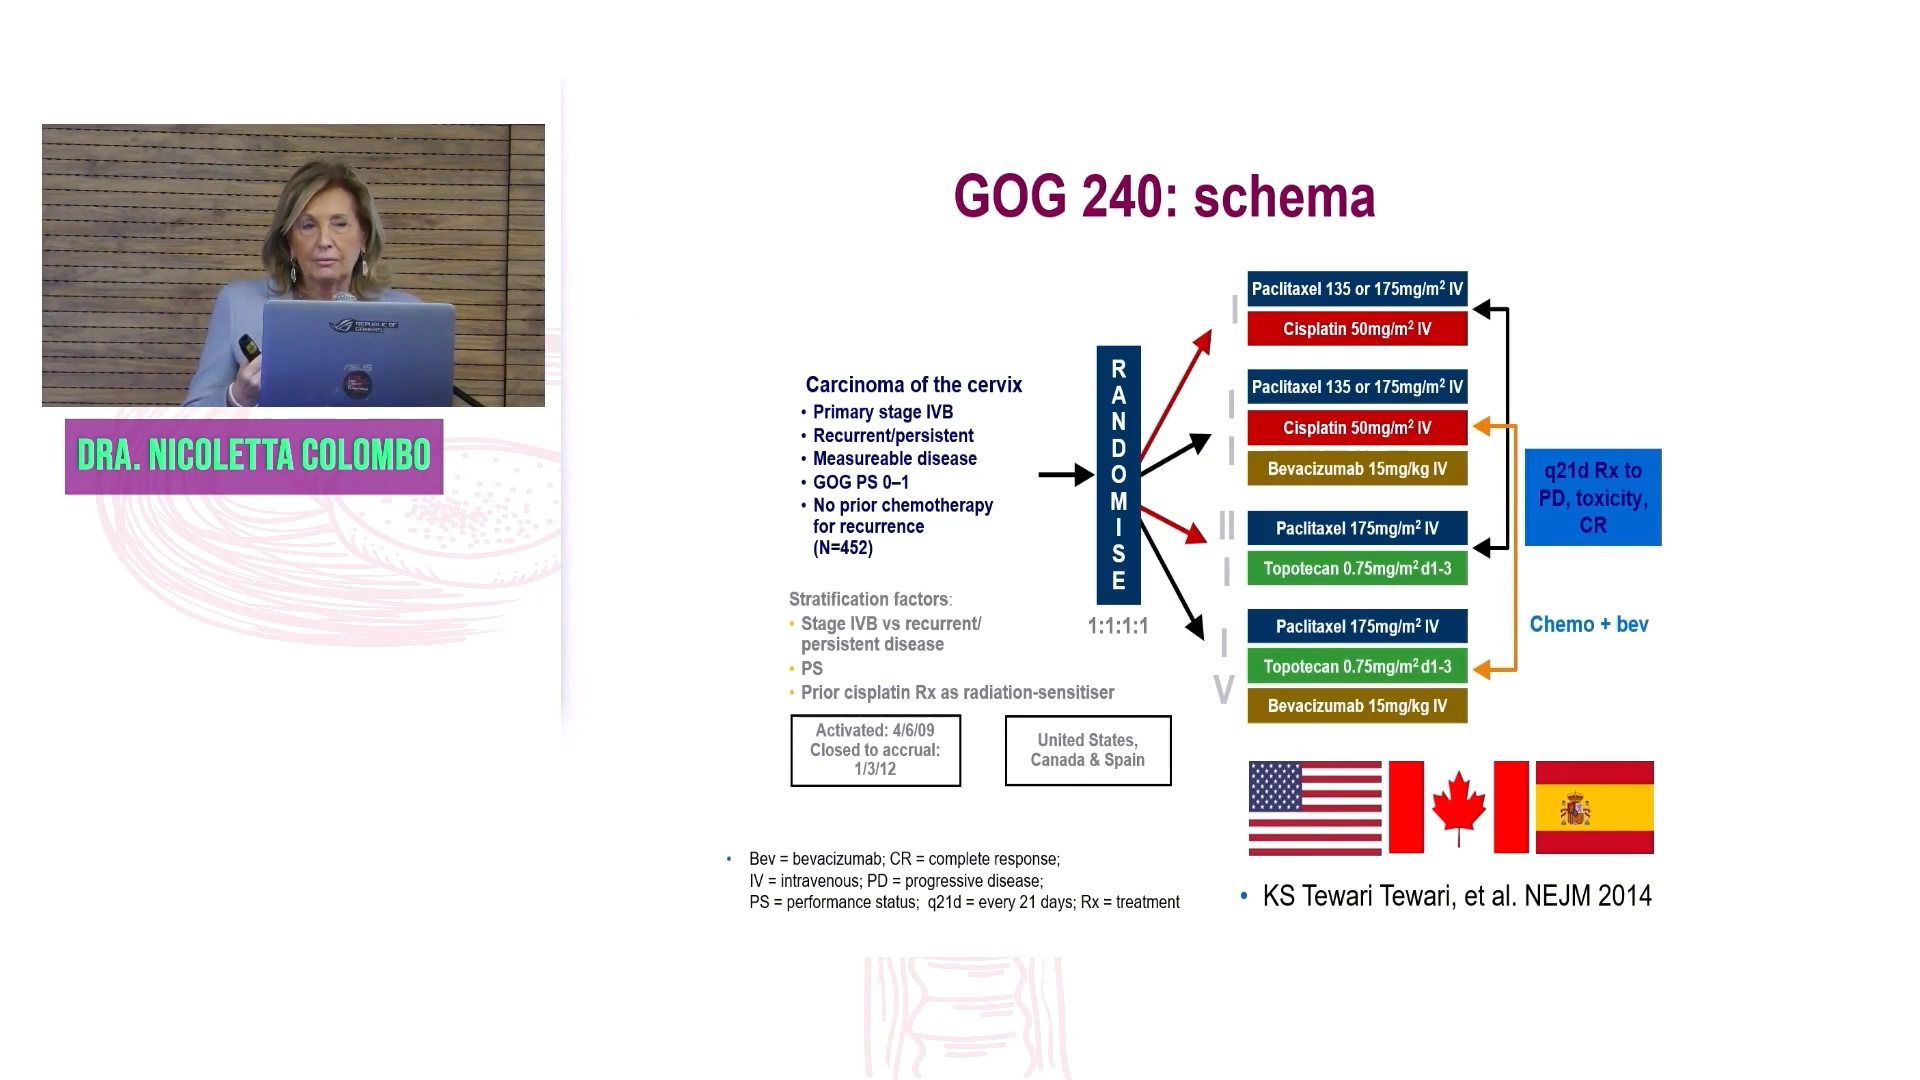 REPUBLIC OF
GAMERS
ASUS
DRA. NICOLETTA COLOMBO
GOG 240: schema
Carcinoma of the cervix
• Primary stage IVB
• Recurrent/persistent
• Measureable disease
• GOG PS 0–1
• No prior chemotherapy
for recurrence
(N=452)
Stratification factors:
• Stage IVB vs recurrent/
persistent disease
• PS
• Prior cisplatin Rx as radiation-sensitiser
Activated: 4/6/09
Closed to accrual:
1/3/12
United States,
Canada & Spain
RANDOMISE
1:1:1:1
I
Paclitaxel 135 or 175mg/m² IV
Cisplatin 50mg/m² IV
I
I
Paclitaxel 135 or 175mg/m² IV
Cisplatin 50mg/m² IV
Bevacizumab 15mg/kg IV
II
I
Paclitaxel 175mg/m² IV
Topotecan 0.75mg/m² d1-3
I
V
Paclitaxel 175mg/m² IV
Topotecan 0.75mg/m² d1-3
Bevacizumab 15mg/kg IV
q21d Rx to
PD, toxicity,
CR
Chemo + bev
• Bev = bevacizumab; CR = complete response;
IV = intravenous; PD = progressive disease;
PS = performance status; q21d = every 21 days; Rx = treatment
• KS Tewari Tewari, et al. NEJM 2014